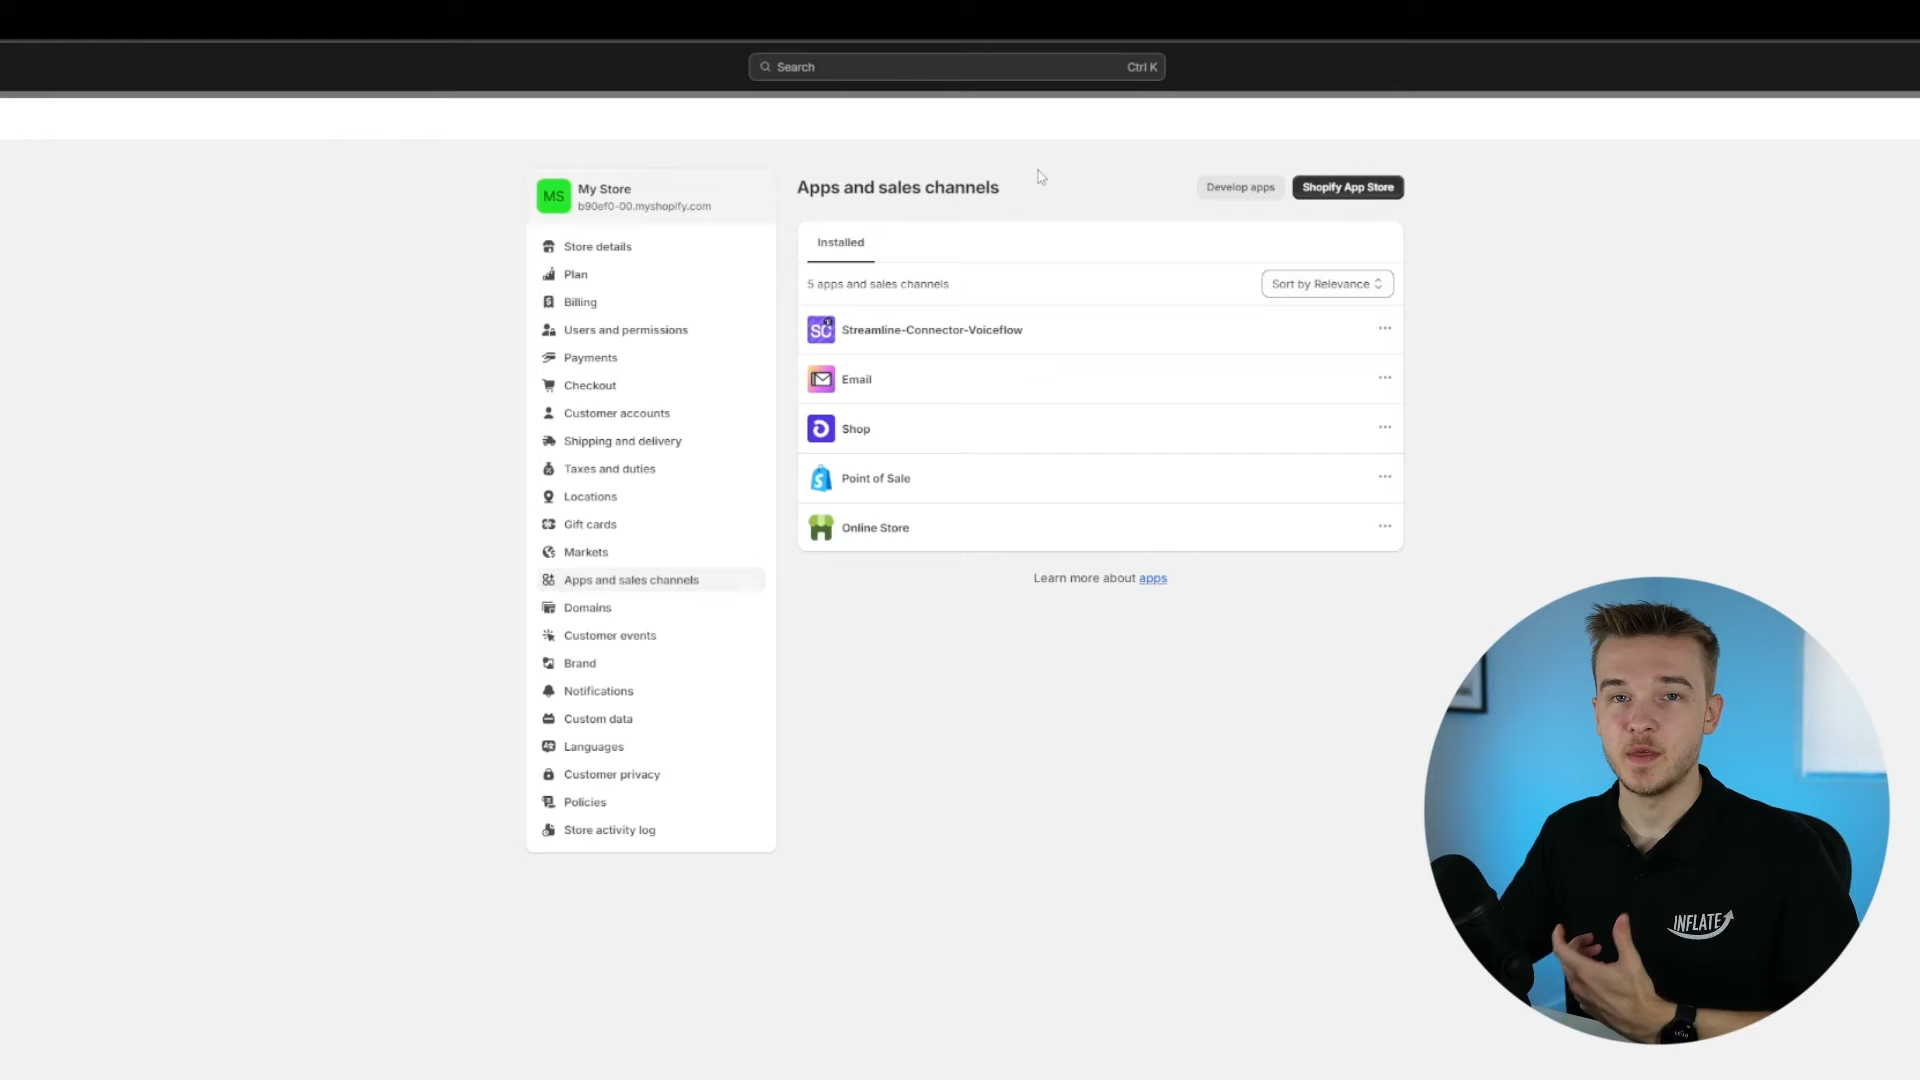 Search
Ctrl K
MS
My Store
b90ef0-00.myshopify.com
Store details
Plan
Billing
Users and permissions
Payments
Checkout
Customer accounts
Shipping and delivery
Taxes and duties
Locations
Gift cards
Markets
Apps and sales channels
Domains
Customer events
Brand
Notifications
Custom data
Languages
Customer privacy
Policies
Store activity log
Apps and sales channels
Develop apps
Shopify App Store
Installed
5 apps and sales channels
Sort by Relevance
SC
Streamline-Connector-Voiceflow
Email
Shop
Point of Sale
Online Store
Learn more about apps
INFLATE